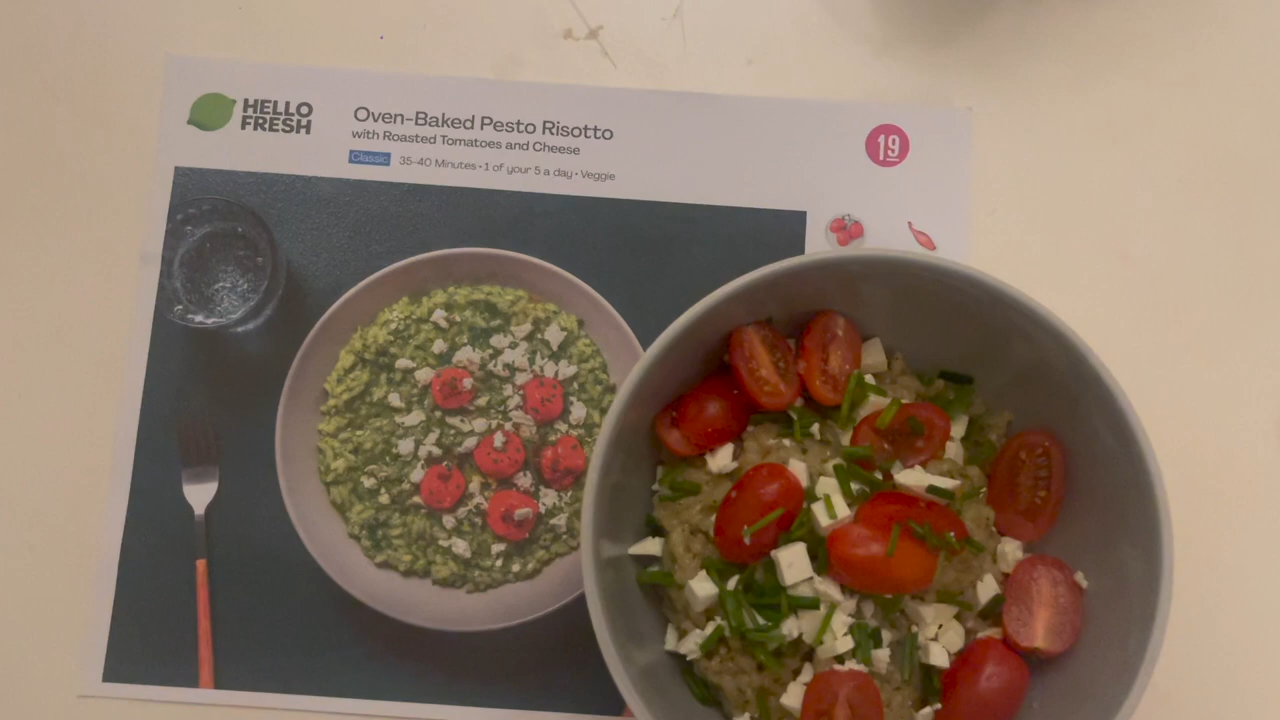 HELLO
FRESH
Oven-Baked Pesto Risotto
with Roasted Tomatoes and Cheese
Classic 35-40 Minutes • 1 of your 5 a day • Veggie
19